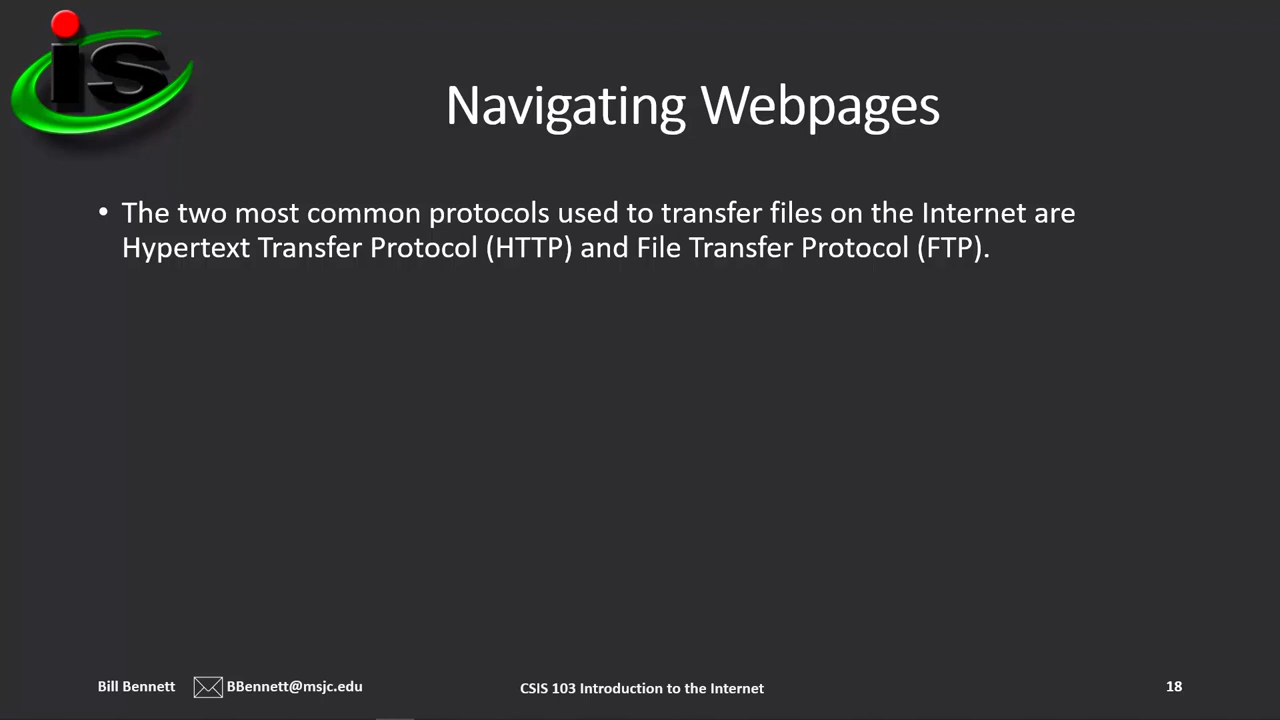 is
Navigating Webpages
• The two most common protocols used to transfer files on the Internet are
Hypertext Transfer Protocol (HTTP) and File Transfer Protocol (FTP).
Bill Bennett BBennett@msjc.edu CSIS 103 Introduction to the Internet 18